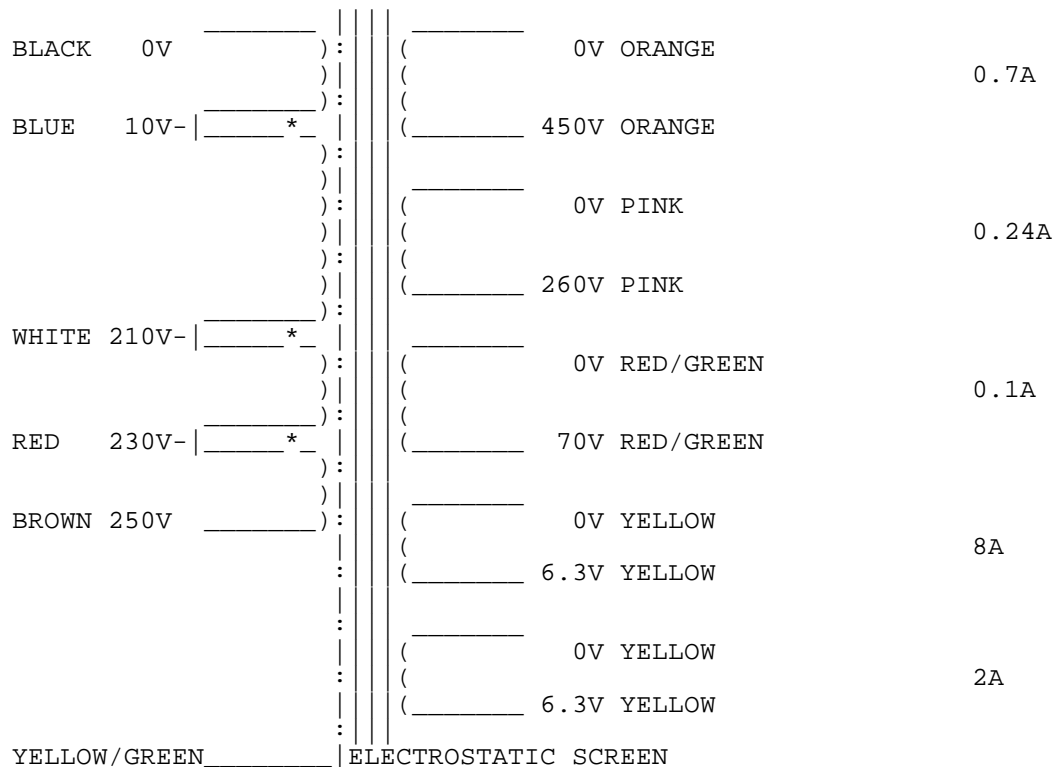 BLACK 0V 0V ORANGE
0.7A
BLUE 10V- 450V ORANGE
0V PINK
0.24A
260V PINK
WHITE 210V-
0V RED/GREEN
0.1A
RED 230V- 70V RED/GREEN
BROWN 250V 0V YELLOW
8A
6.3V YELLOW
0V YELLOW
2A
6.3V YELLOW
YELLOW/GREEN ELECTROSTATIC SCREEN